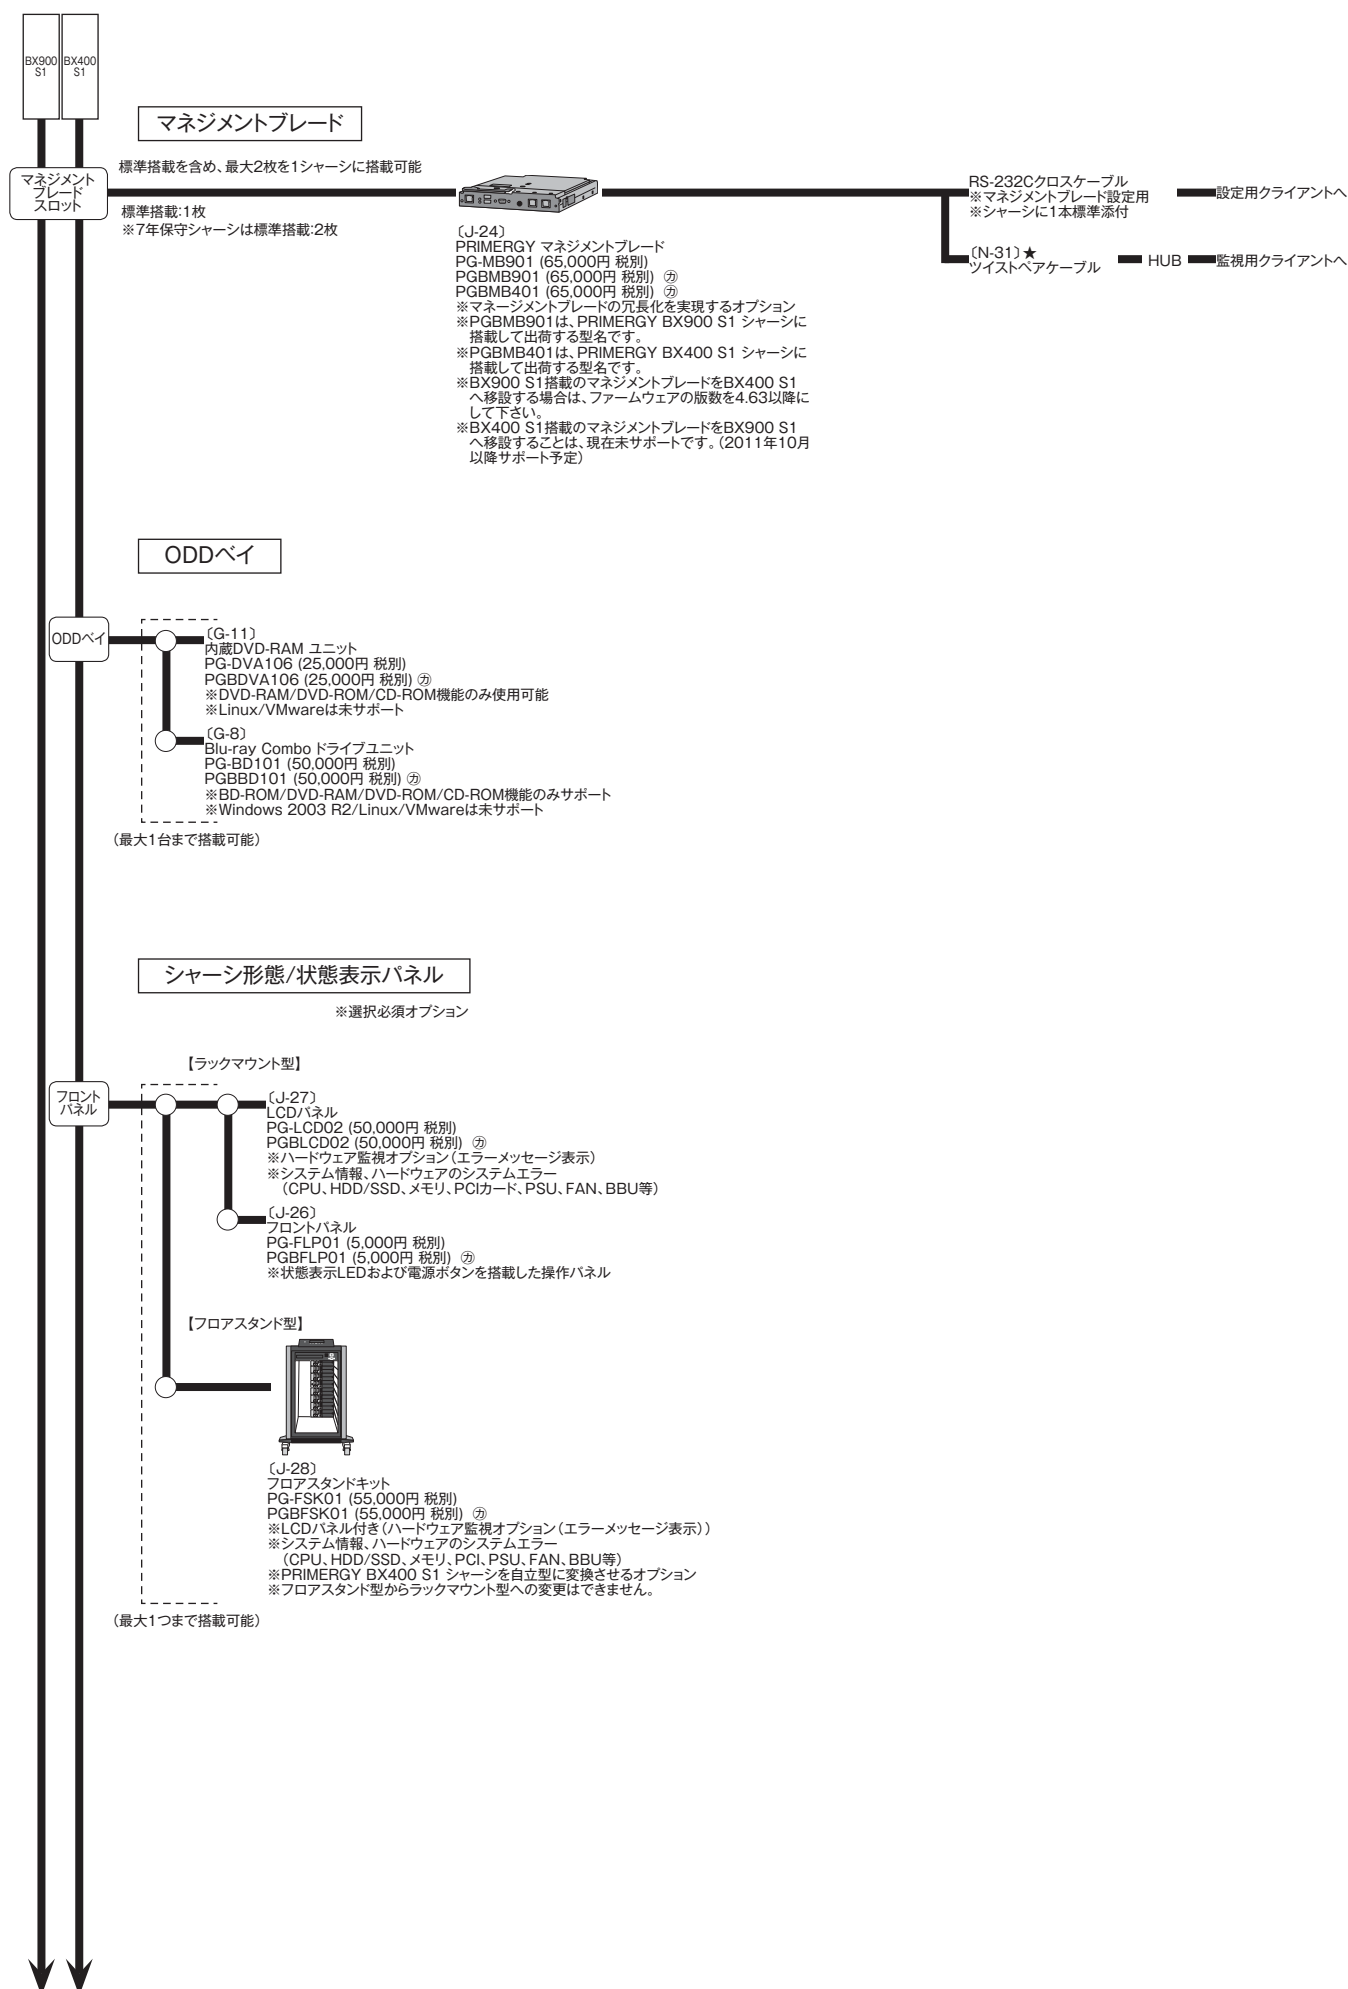 BX900
S1
BX400
S1
マネジメントブレード
標準搭載を含め、最大2枚を1シャーシに搭載可能
マネジメント
ブレード
スロット
標準搭載:1枚
※7年保守シャーシは標準搭載:2枚
RS-232Cクロスケーブル
※マネジメントブレード設定用
※シャーシに1本標準添付
設定用クライアントへ
〔N-31〕★
ツイストペアケーブル
HUB
監視用クライアントへ
〔J-24〕
PRIMERGY マネジメントブレード
PG-MB901 (65,000円 税別)
PGBMB901 (65,000円 税別) ㋕
PGBMB401 (65,000円 税別) ㋕
※マネージメントブレードの冗長化を実現するオプション
※PGBMB901は、PRIMERGY BX900 S1 シャーシに
搭載して出荷する型名です。
※PGBMB401は、PRIMERGY BX400 S1 シャーシに
搭載して出荷する型名です。
※BX900 S1搭載のマネジメントブレードをBX400 S1
へ移設する場合は、ファームウェアの版数を4.63以降に
して下さい。
※BX400 S1搭載のマネジメントブレードをBX900 S1
へ移設することは、現在未サポートです。（2011年10月
以降サポート予定）
ODDベイ
ODDベイ
〔G-11〕
内蔵DVD-RAM ユニット
PG-DVA106 (25,000円 税別)
PGBDVA106 (25,000円 税別) ㋕
※DVD-RAM/DVD-ROM/CD-ROM機能のみ使用可能
※Linux/VMwareは未サポート
〔G-8〕
Blu-ray Combo ドライブユニット
PG-BD101 (50,000円 税別)
PGBBD101 (50,000円 税別) ㋕
※BD-ROM/DVD-RAM/DVD-ROM/CD-ROM機能のみサポート
※Windows 2003 R2/Linux/VMwareは未サポート
（最大1台まで搭載可能）
シャーシ形態/状態表示パネル
※選択必須オプション
【ラックマウント型】
フロント
パネル
〔J-27〕
LCDパネル
PG-LCD02 (50,000円 税別)
PGBLCD02 (50,000円 税別) ㋕
※ハードウェア監視オプション（エラーメッセージ表示）
※システム情報、ハードウェアのシステムエラー
（CPU、HDD/SSD、メモリ、PCIカード、PSU、FAN、BBU等）
〔J-26〕
フロントパネル
PG-FLP01 (5,000円 税別)
PGBFLP01 (5,000円 税別) ㋕
※状態表示LEDおよび電源ボタンを搭載した操作パネル
【フロアスタンド型】
〔J-28〕
フロアスタンドキット
PG-FSK01 (55,000円 税別)
PGBFSK01 (55,000円 税別) ㋕
※LCDパネル付き（ハードウェア監視オプション（エラーメッセージ表示））
※システム情報、ハードウェアのシステムエラー
（CPU、HDD/SSD、メモリ、PCI、PSU、FAN、BBU等）
※PRIMERGY BX400 S1 シャーシを自立型に変換させるオプション
※フロアスタンド型からラックマウント型への変更はできません。
（最大1つまで搭載可能）